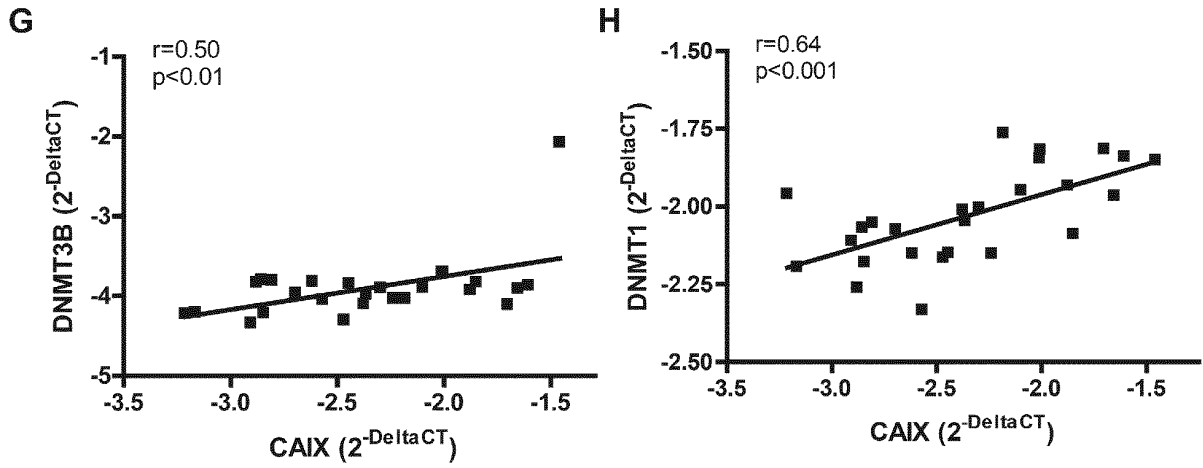 G
r=0.50
p<0.01
-1
-2
-3
-4
-5
DNMT3B (2^-DeltaCT)
-3.5 -3.0 -2.5 -2.0 -1.5
CAIX (2^-DeltaCT)
H
r=0.64
p<0.001
-1.50
-1.75
-2.00
-2.25
-2.50
DNMT1 (2^-DeltaCT)
-3.5 -3.0 -2.5 -2.0 -1.5
CAIX (2^-DeltaCT)